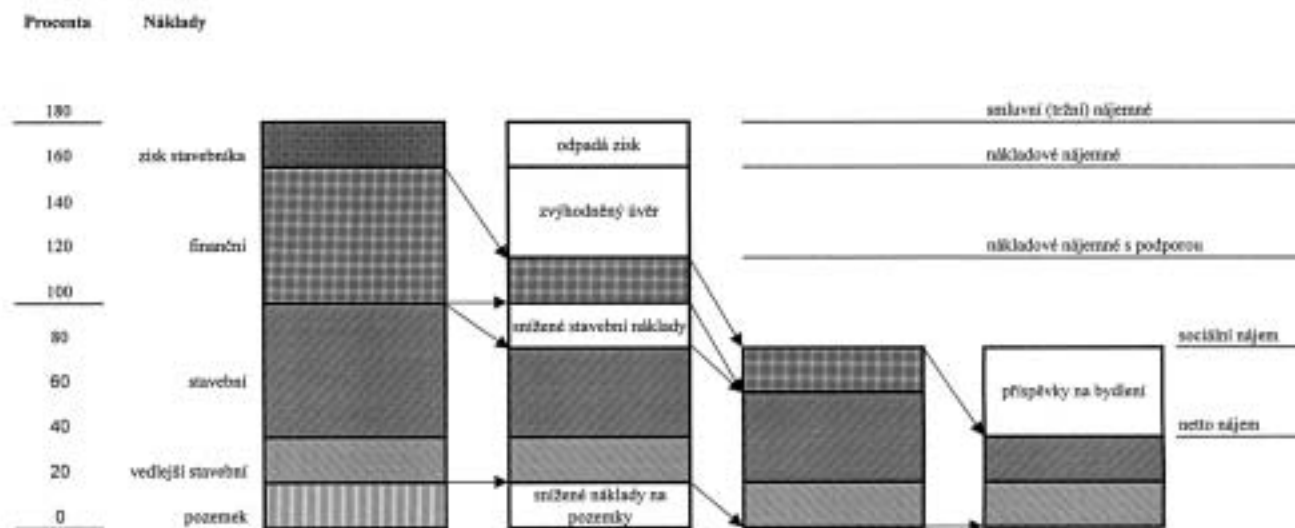 Procenta Náklady
180 smluvní (tržní) nájemné
odpadá zisk
160 zisk stavebníka nákladové nájemné
140 zvýhodněný úvěr
120 finanční nákladové nájemné s podporou
100
snížené stavební náklady
80 sociální nájem
60 stavební příspěvky na bydlení
40 netto nájem
20 vedlejší stavební
snížené náklady na
0 pozemek pozemky